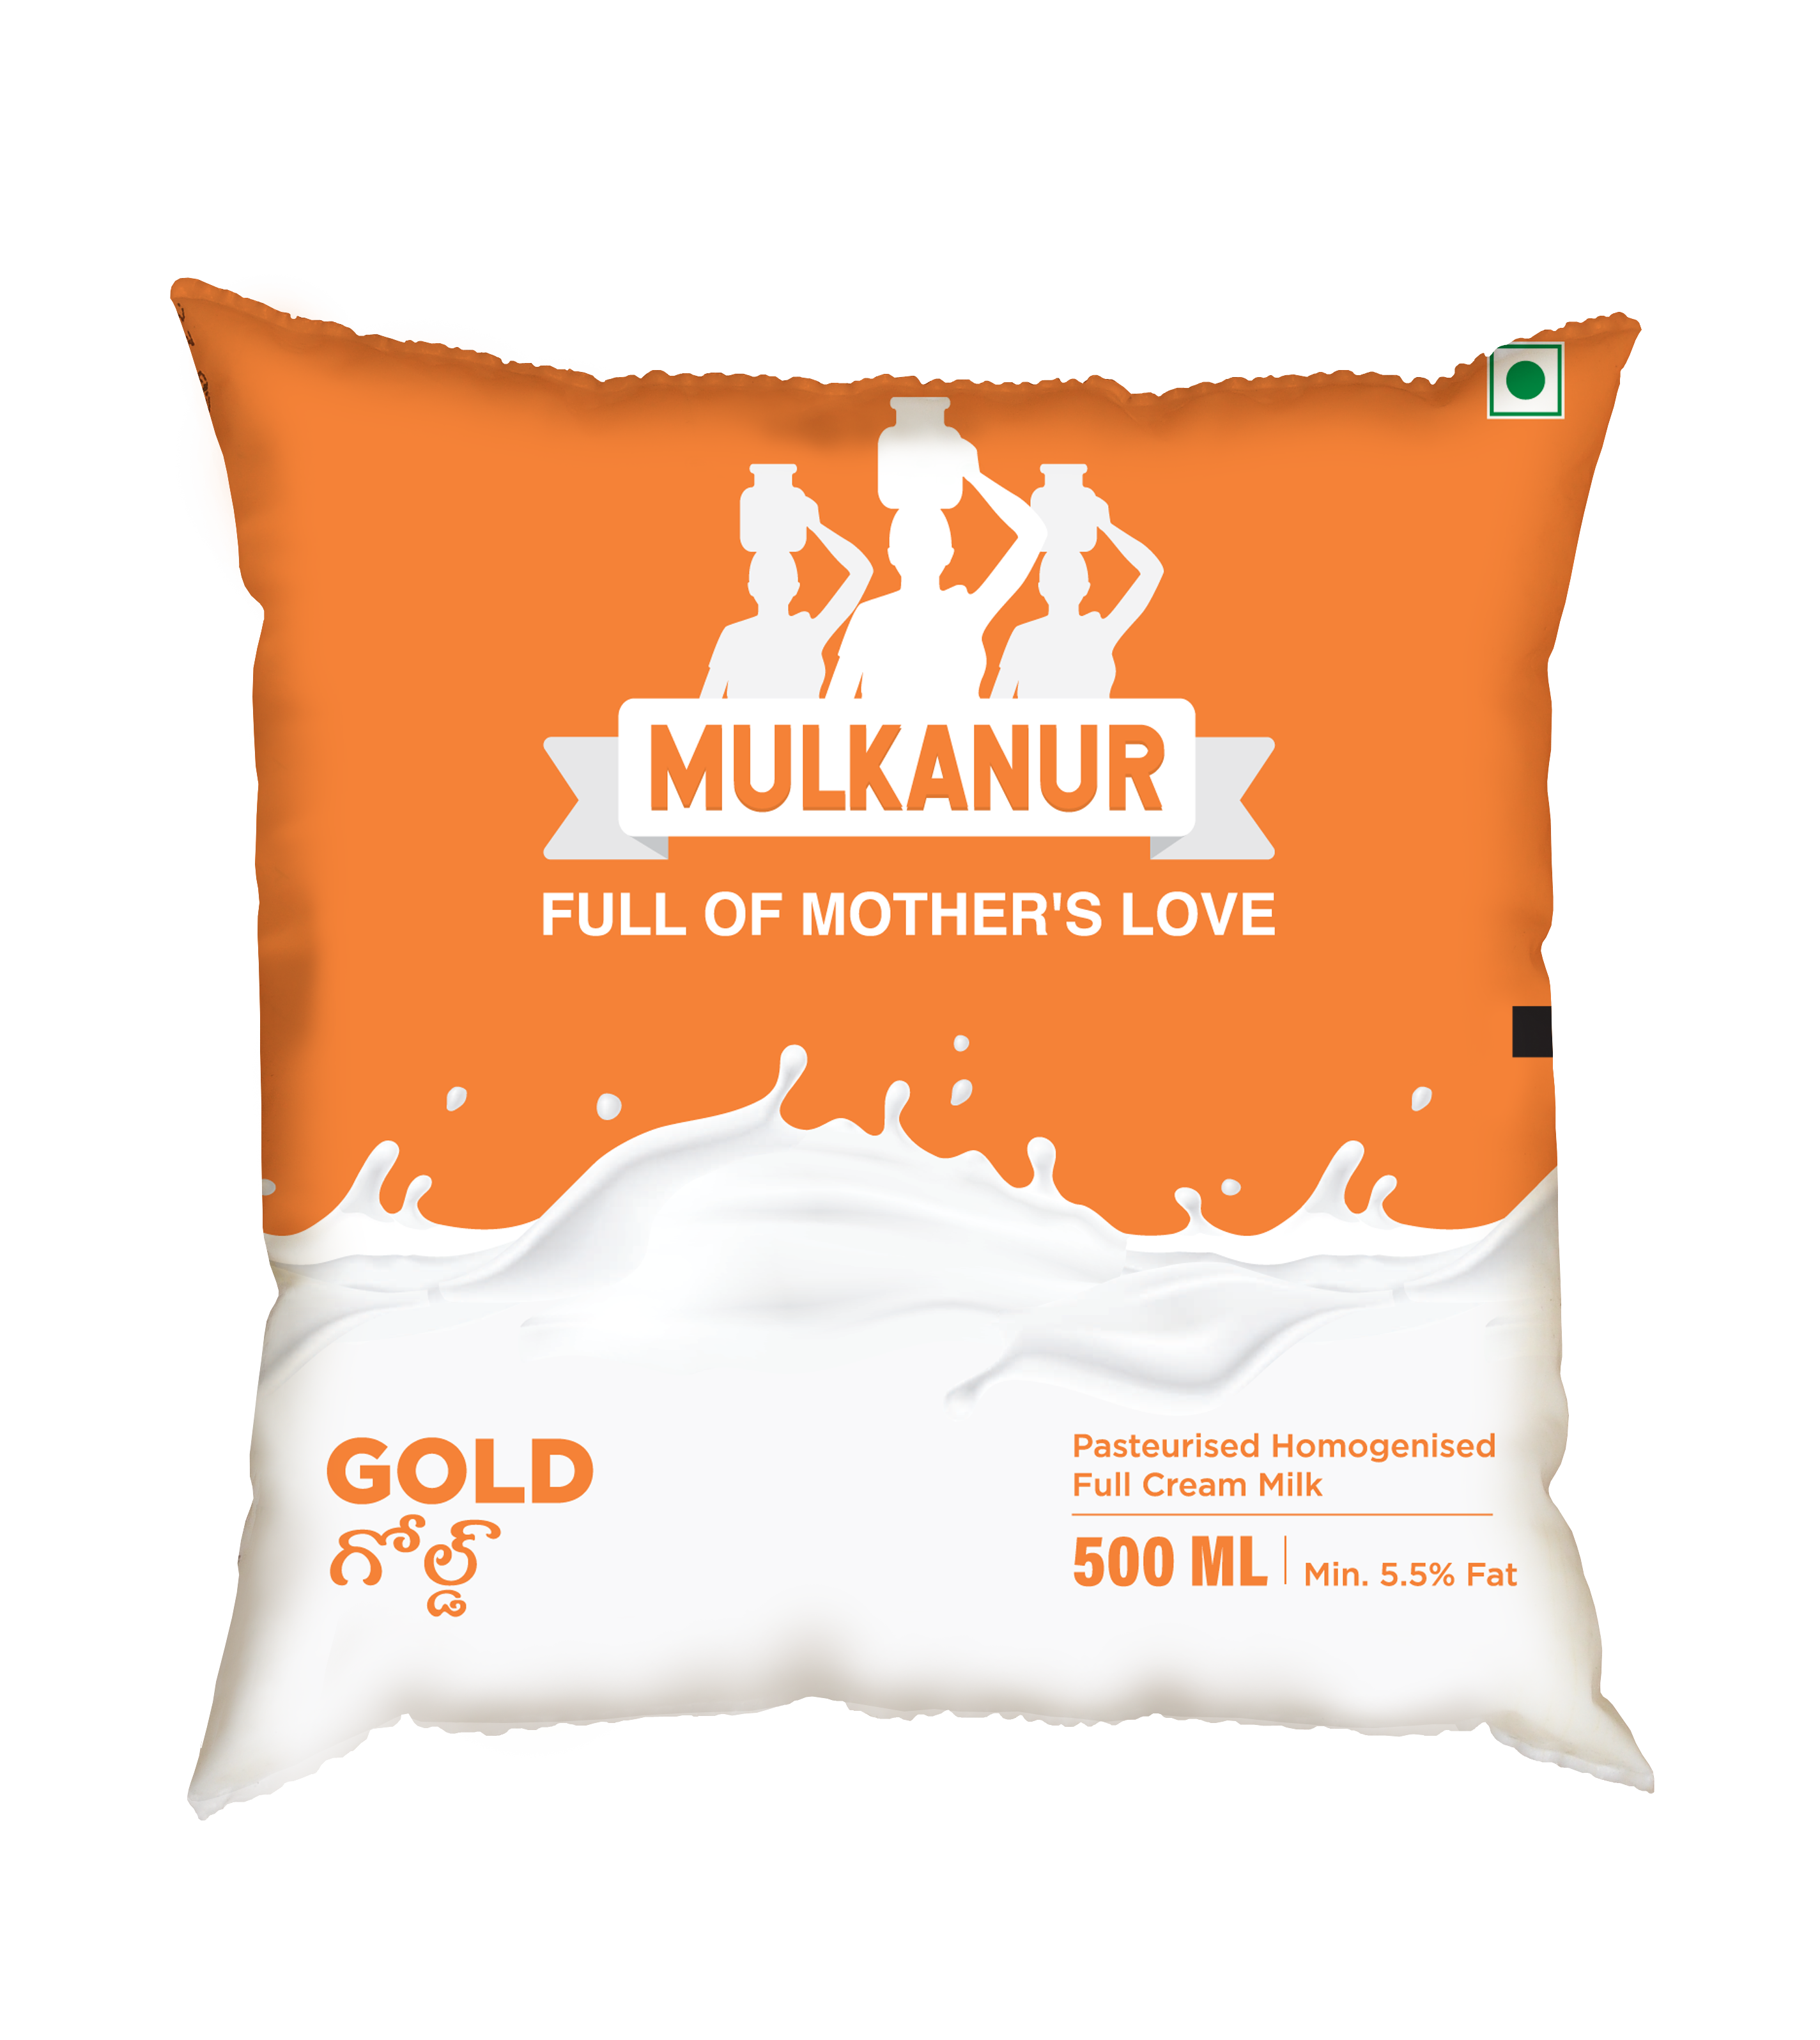 MULKANUR
FULL OF MOTHER'S LOVE
GOLD
గోల్డ్
Pasteurised Homogenised
Full Cream Milk
500 ML | Min. 5.5% Fat